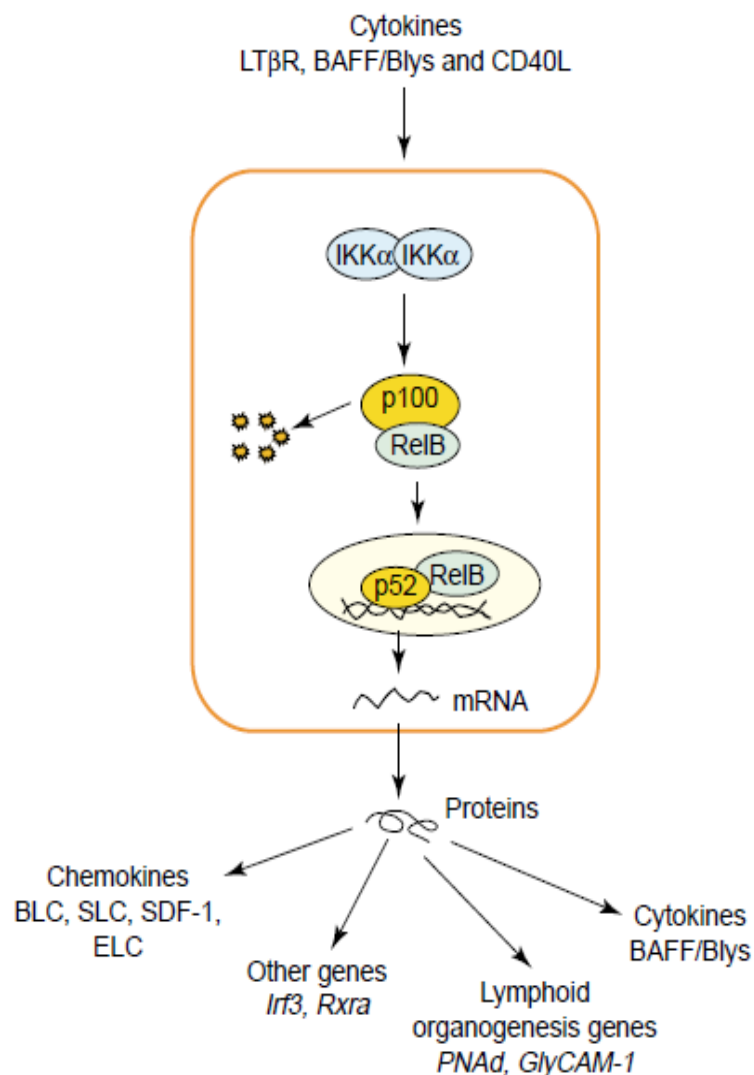 Cytokines
LTβR, BAFF/Blys and CD40L
IKKα IKKα
p100
RelB
p52 RelB
mRNA
Proteins
Chemokines
BLC, SLC, SDF-1,
ELC
Other genes
Irf3, Rxra
Lymphoid
organogenesis genes
PNAd, GlyCAM-1
Cytokines
BAFF/Blys